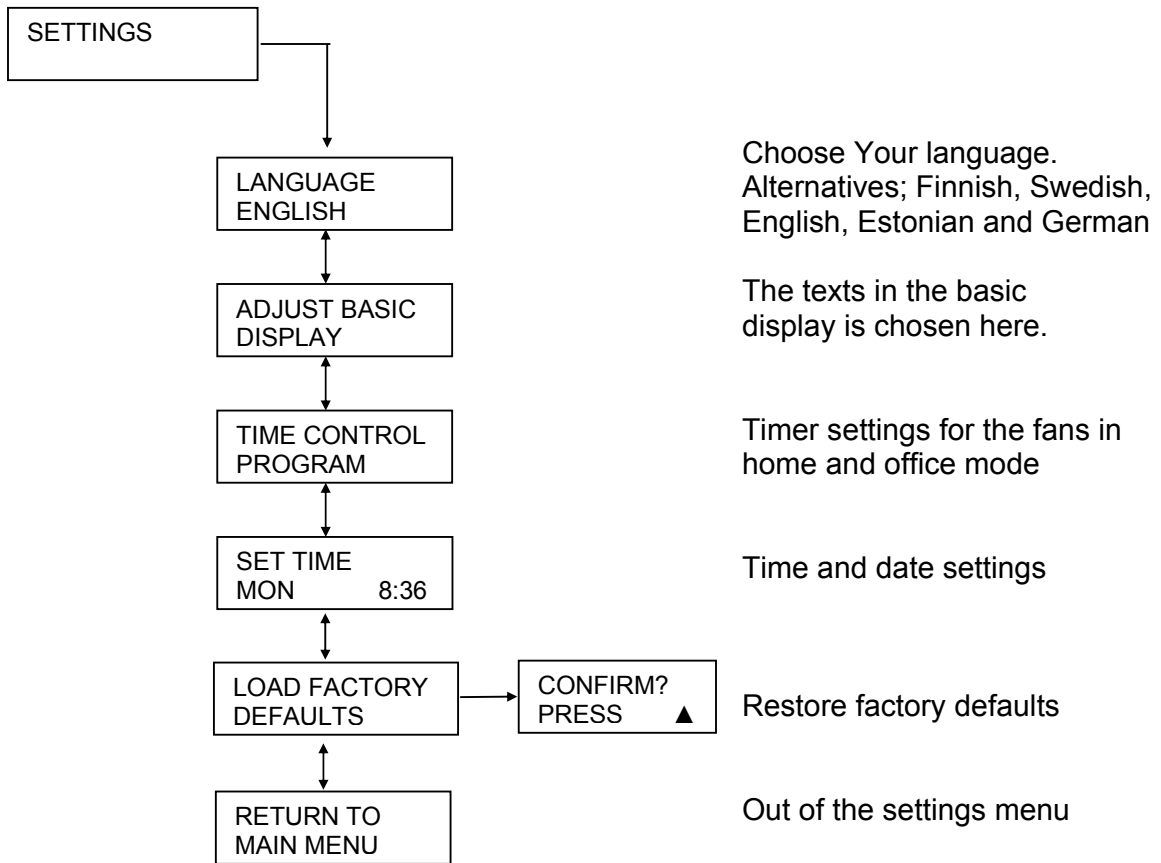 SETTINGS
LANGUAGE
ENGLISH
Choose Your language.
Alternatives; Finnish, Swedish,
English, Estonian and German
ADJUST BASIC
DISPLAY
The texts in the basic
display is chosen here.
TIME CONTROL
PROGRAM
Timer settings for the fans in
home and office mode
SET TIME
MON 8:36
Time and date settings
LOAD FACTORY
DEFAULTS
CONFIRM?
PRESS ▲
Restore factory defaults
RETURN TO
MAIN MENU
Out of the settings menu